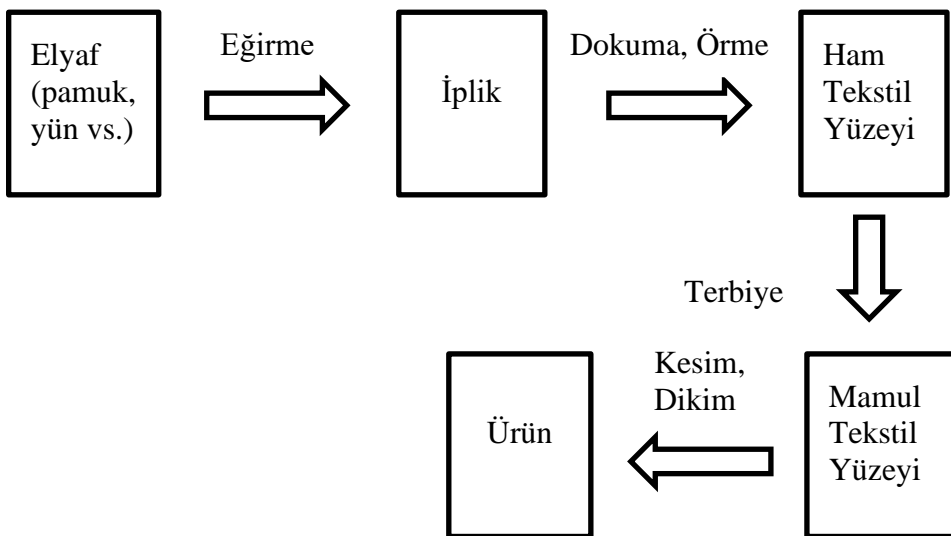 Elyaf
(pamuk,
yün vs.)
Eğirme
İplik
Dokuma, Örme
Ham
Tekstil
Yüzeyi
Terbiye
Mamul
Tekstil
Yüzeyi
Kesim,
Dikim
Ürün